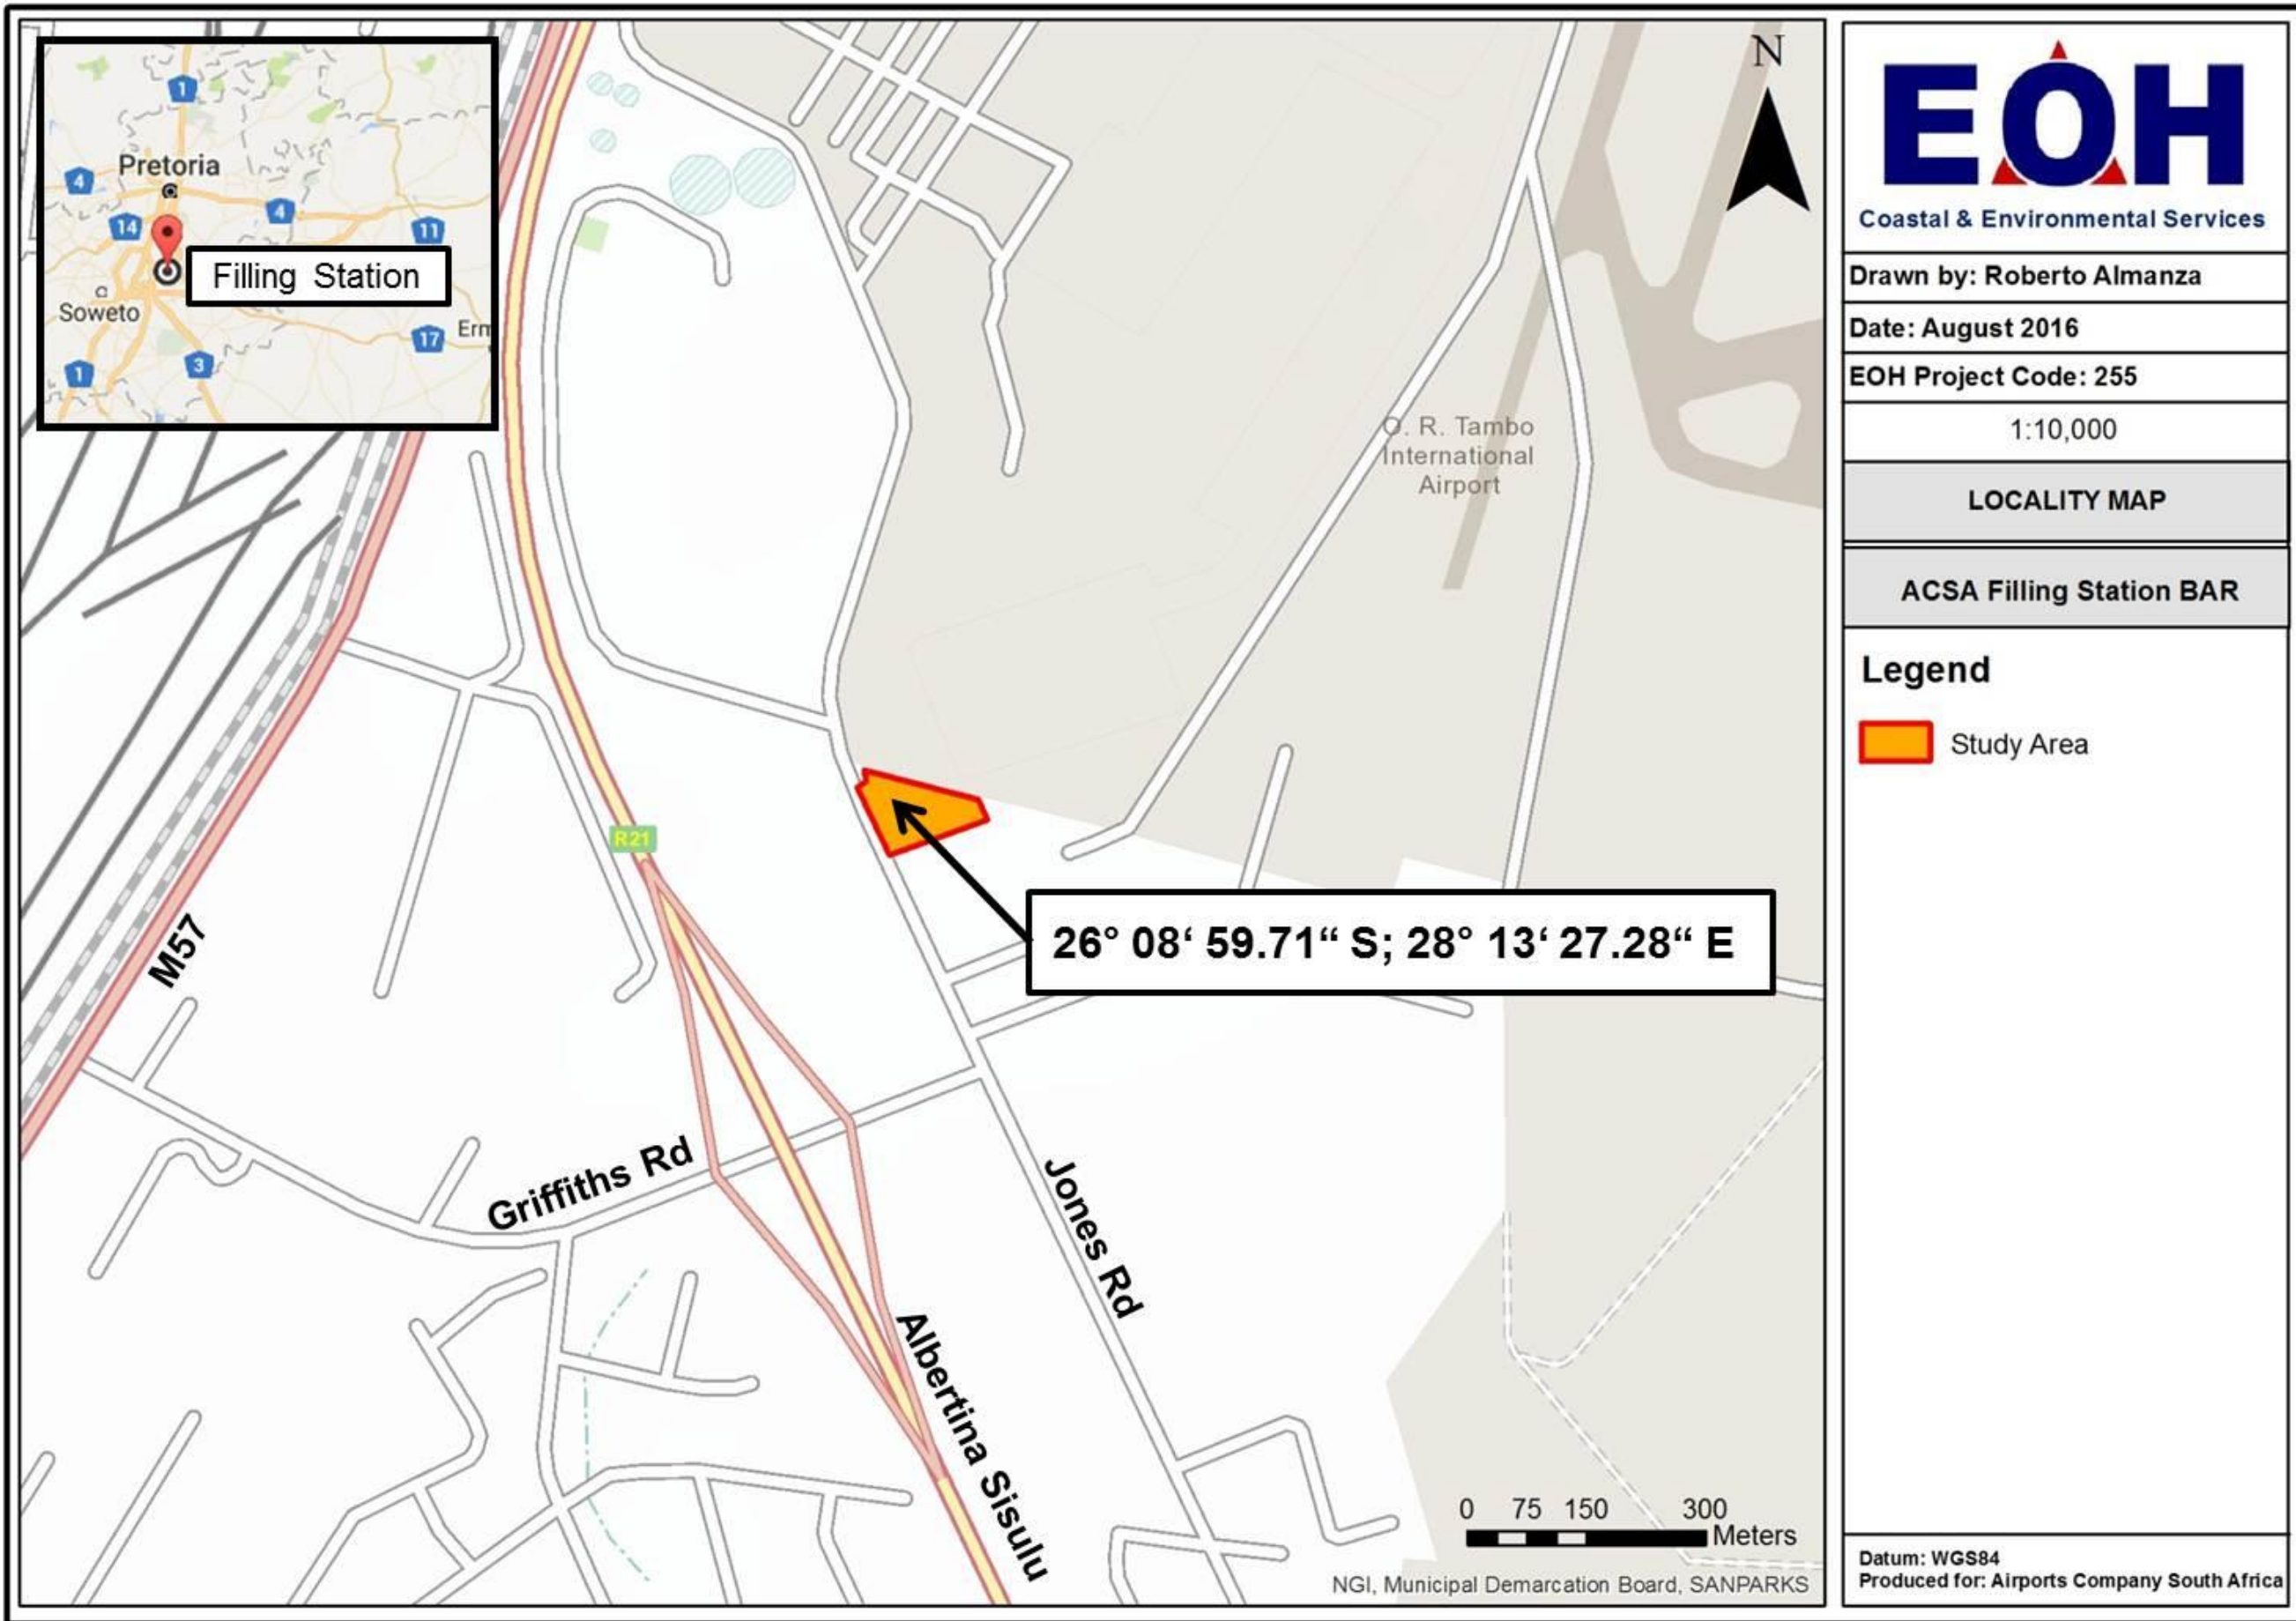 1
Pretoria
4
4
14
11
Filling Station
Soweto
17
Erm
1
3
N
O. R. Tambo
International
Airport
R21
26° 08‘ 59.71“ S; 28° 13‘ 27.28“ E
M57
Griffiths Rd
Jones Rd
Albertina Sisulu
0 75 150 300
Meters
NGI, Municipal Demarcation Board, SANPARKS
EOH
Coastal & Environmental Services
Drawn by: Roberto Almanza
Date: August 2016
EOH Project Code: 255
1:10,000
LOCALITY MAP
ACSA Filling Station BAR
Legend
Study Area
Datum: WGS84
Produced for: Airports Company South Africa